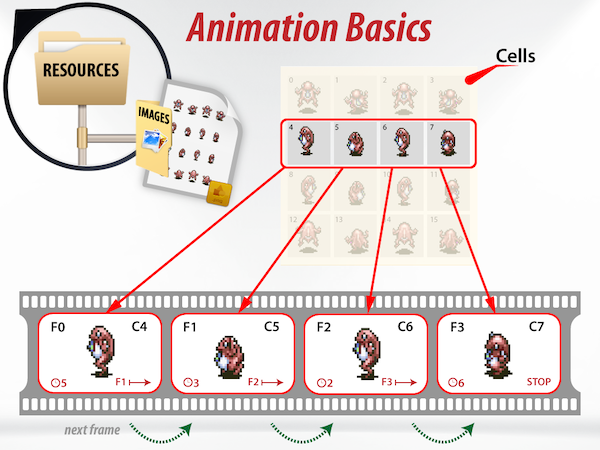 Animation Basics
RESOURCES
IMAGES
Cells
0 1 2 3
4 5 6 7
8 9 10 11
12 13 14 15
F0 C4
5 F1
F1 C5
3 F2
F2 C6
2 F3
F3 C7
6 STOP
next frame